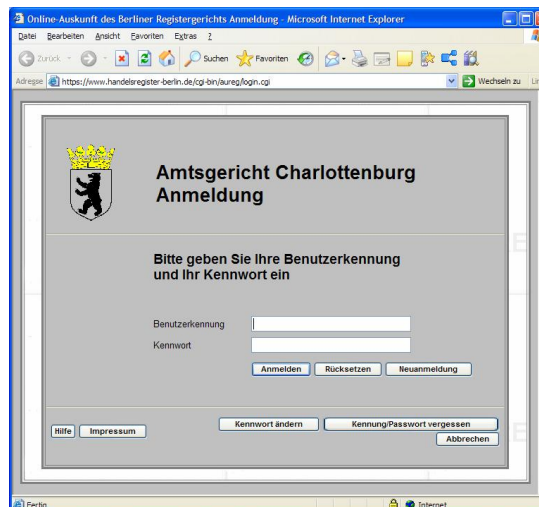 Online-Auskunft des Berliner Registergerichts Anmeldung - Microsoft Internet Explorer
Datei Bearbeiten Ansicht Favoriten Extras ?
Zurück Suchen Favoriten
Adresse https://www.handelsregister-berlin.de/cgi-bin/aureg/login.cgi Wechseln zu
Amtsgericht Charlottenburg
Anmeldung
Bitte geben Sie Ihre Benutzerkennung
und Ihr Kennwort ein
Benutzerkennung
Kennwort
Anmelden Rücksetzen Neuanmeldung
Kennwort ändern Kennung/Passwort vergessen
Hilfe Impressum Abbrechen
Fertig Internet